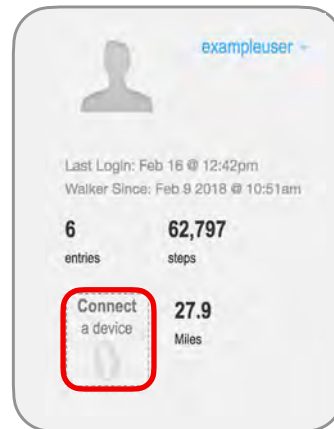 exampleuser
Last Login: Feb 16 @ 12:42pm
Walker Since: Feb 9 2018 @ 10:51am
6 62,797
entries steps
Connect
a device
27.9
Miles